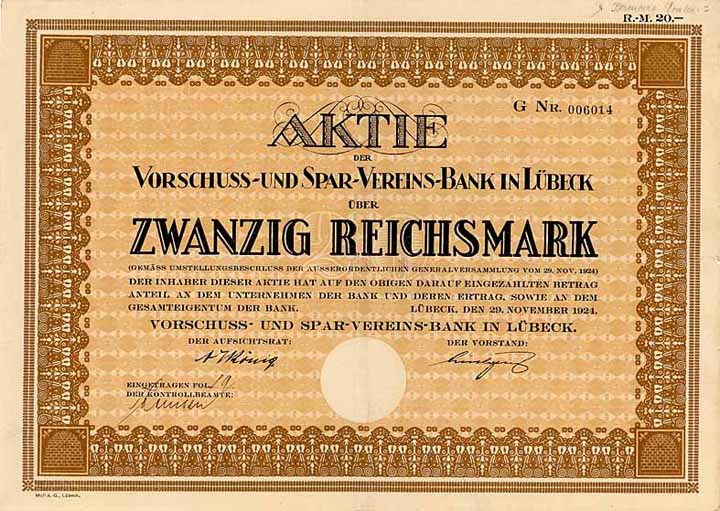 R.-M. 20.—
G Nr. 006014
AKTIE
DER
VORSCHUSS-UND SPAR-VEREINS-BANK IN LÜBECK
ÜBER
ZWANZIG REICHSMARK
(GEMÄSS UMSTELLUNGSBESCHLUSS DER AUSSERORDENTLICHEN GENERALVERSAMMLUNG VOM 29. NOV. 1924)
DER INHABER DIESER AKTIE HAT AUF DEN OBIGEN DARAUF EINGEZAHLTEN BETRAG
ANTEIL AN DEM UNTERNEHMEN DER BANK UND DEREN ERTRAG, SOWIE AN DEM
GESAMTEIGENTUM DER BANK. LÜBECK, DEN 29. NOVEMBER 1924.
VORSCHUSS- UND SPAR-VEREINS-BANK IN LÜBECK.
DER AUFSICHTSRAT: DER VORSTAND:
EINGETRAGEN FOL. 19
DER KONTROLLBEAMTE: